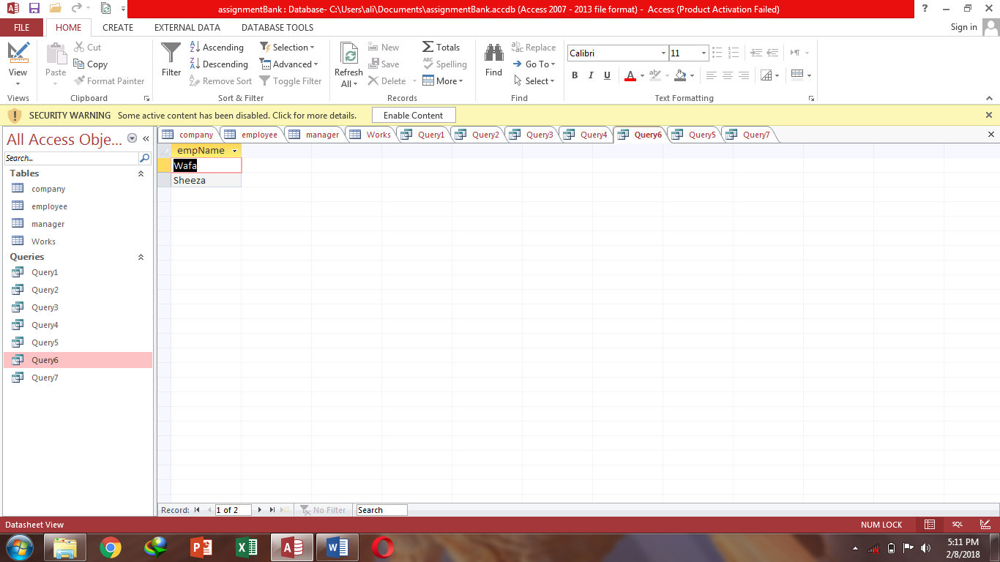 assignmentBank : Database- C:\Users\ali\Documents\assignmentBank.accdb (Access 2007 - 2013 file format) - Access (Product Activation Failed)
FILE HOME CREATE EXTERNAL DATA DATABASE TOOLS Sign in
View
Views
Paste
Cut
Copy
Format Painter
Clipboard
Filter
Ascending
Descending
Remove Sort
Selection
Advanced
Toggle Filter
Sort & Filter
Refresh
All
New
Save
Delete
Totals
Spelling
More
Records
Find
Replace
Go To
Select
Find
Calibri 11
B I U A
Text Formatting
SECURITY WARNING Some active content has been disabled. Click for more details. Enable Content
All Access Obje...
Search...
Tables
company
employee
manager
Works
Queries
Query1
Query2
Query3
Query4
Query5
Query6
Query7
company employee manager Works Query1 Query2 Query3 Query4 Query6 Query5 Query7
empName
Wafa
Sheeza
Record: 1 of 2 No Filter Search
Datasheet View NUM LOCK SQL
5:11 PM
2/8/2018